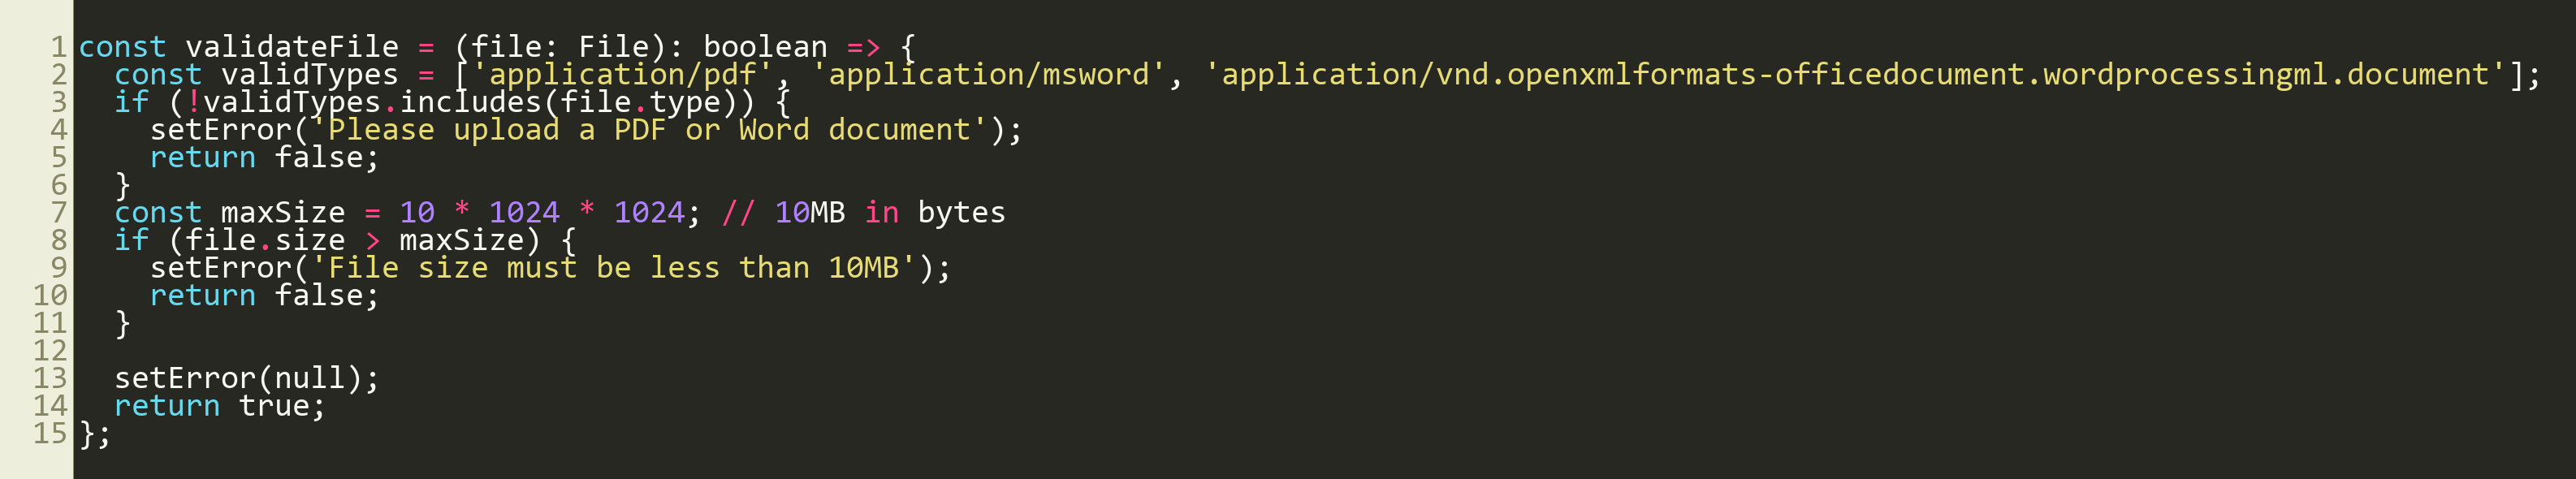 1 const validateFile = (file: File): boolean => {
2   const validTypes = ['application/pdf', 'application/msword', 'application/vnd.openxmlformats-officedocument.wordprocessingml.document'];
3   if (!validTypes.includes(file.type)) {
4     setError('Please upload a PDF or Word document');
5     return false;
6   }
7   const maxSize = 10 * 1024 * 1024; // 10MB in bytes
8   if (file.size > maxSize) {
9     setError('File size must be less than 10MB');
10     return false;
11   }
12
13   setError(null);
14   return true;
15 };